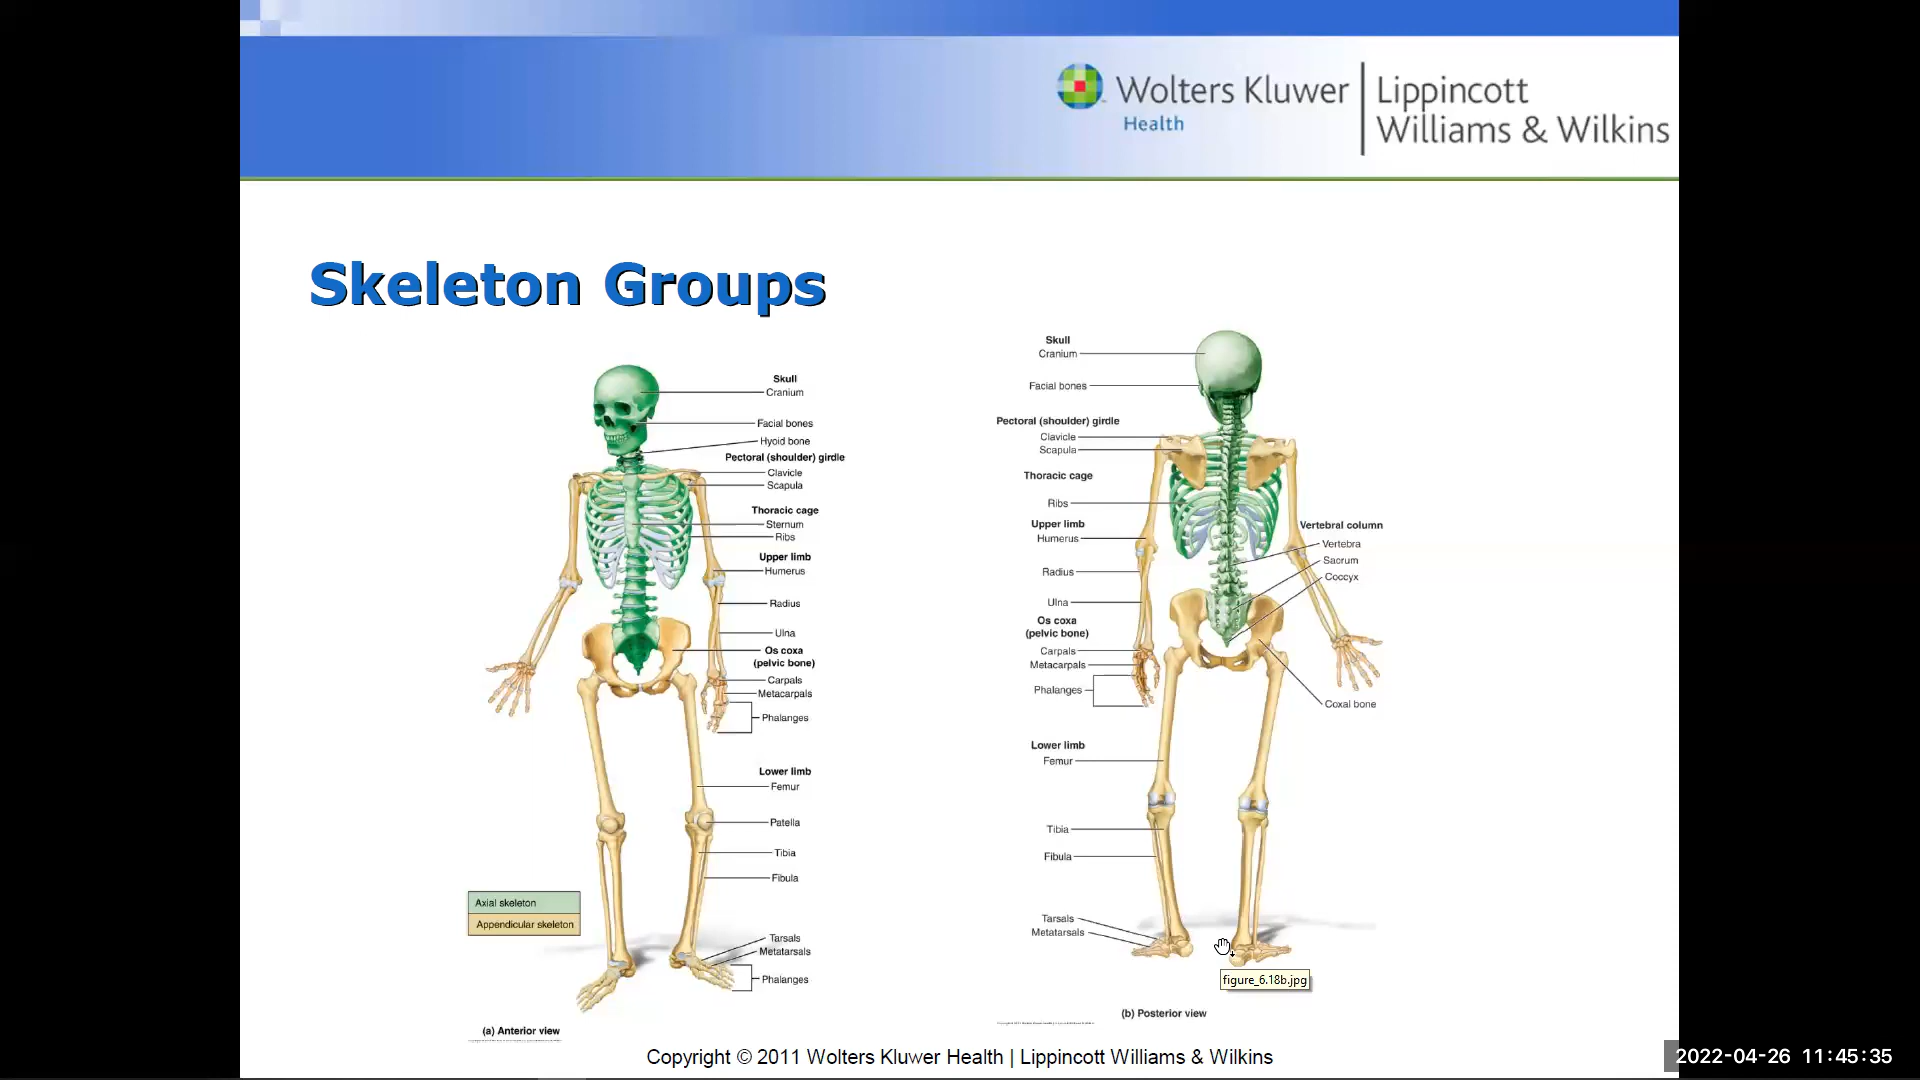 Wolters Kluwer
Health
Lippincott
Williams & Wilkins
Skeleton Groups
Skull
Cranium
Facial bones
Hyoid bone
Pectoral (shoulder) girdle
Clavicle
Scapula
Thoracic cage
Sternum
Ribs
Upper limb
Humerus
Radius
Ulna
Os coxa
(pelvic bone)
Carpals
Metacarpals
Phalanges
Lower limb
Femur
Patella
Tibia
Fibula
Tarsals
Metatarsals
Phalanges
Axial skeleton
Appendicular skeleton
(a) Anterior view
Skull
Cranium
Facial bones
Pectoral (shoulder) girdle
Clavicle
Scapula
Thoracic cage
Ribs
Upper limb
Humerus
Radius
Ulna
Os coxa
(pelvic bone)
Carpals
Metacarpals
Phalanges
Lower limb
Femur
Tibia
Fibula
Tarsals
Metatarsals
Vertebral column
Vertebra
Sacrum
Coccyx
Coxal bone
figure_6.18b.jpg
(b) Posterior view
Copyright © 2011 Wolters Kluwer Health | Lippincott Williams & Wilkins
2022-04-26 11:45:35